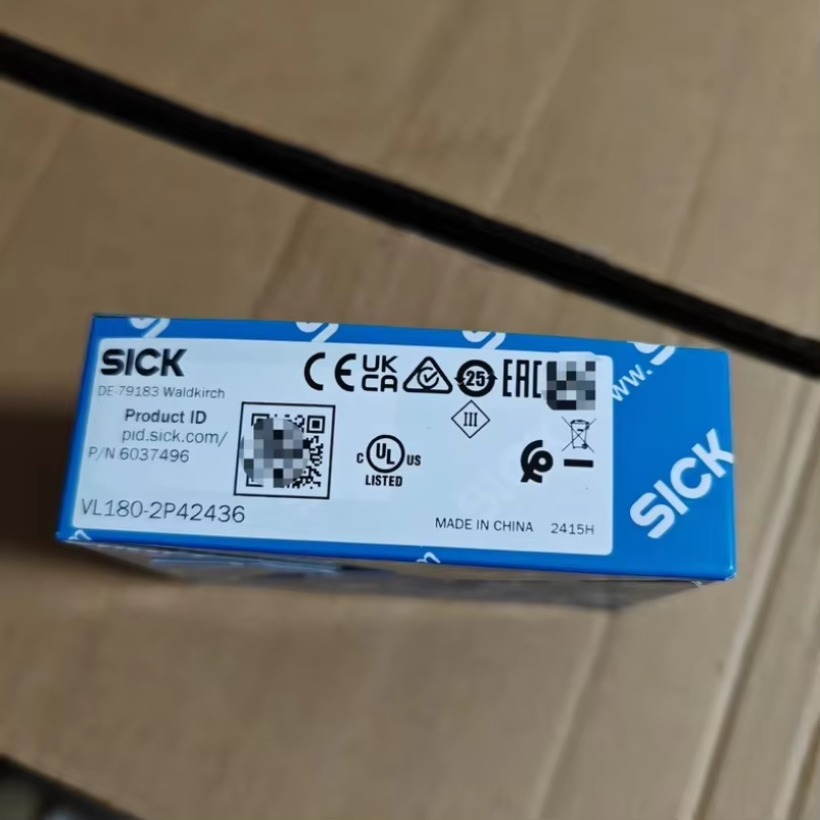 SICK
DE-79183 Waldkirch
Product ID
pid.sick.com/
P/N 6037496
VL180-2P42436
CE UK CA 25 EAC
III
C UL US
LISTED
MADE IN CHINA 2415H
www.
SICK